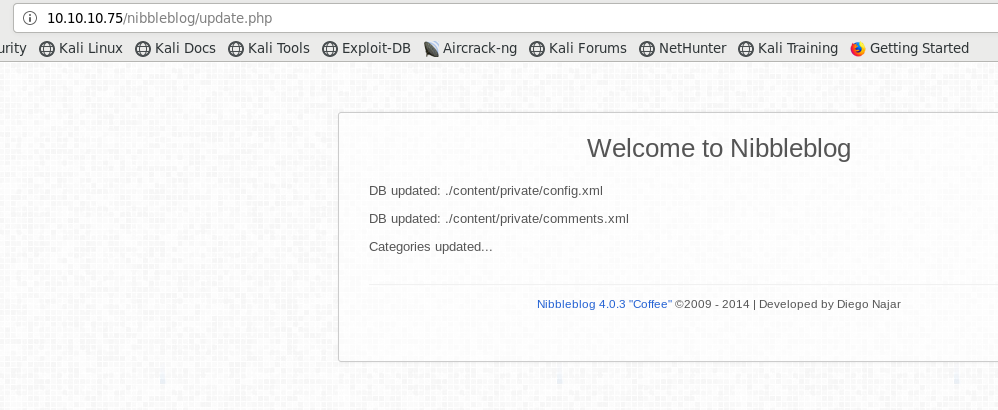 10.10.10.75/nibbleblog/update.php
urity Kali Linux Kali Docs Kali Tools Exploit-DB Aircrack-ng Kali Forums NetHunter Kali Training Getting Started
Welcome to Nibbleblog
DB updated: ./content/private/config.xml
DB updated: ./content/private/comments.xml
Categories updated...
Nibbleblog 4.0.3 "Coffee" ©2009 - 2014 | Developed by Diego Najar